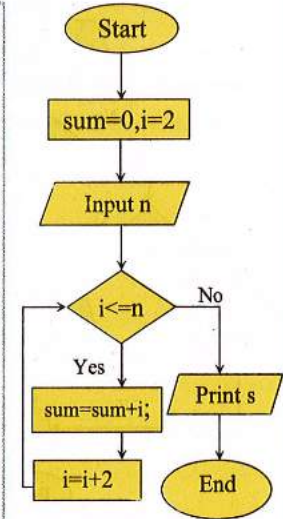 Start
sum=0,i=2
Input n
i<=n
No
Yes
sum=sum+i;
Print s
i=i+2
End